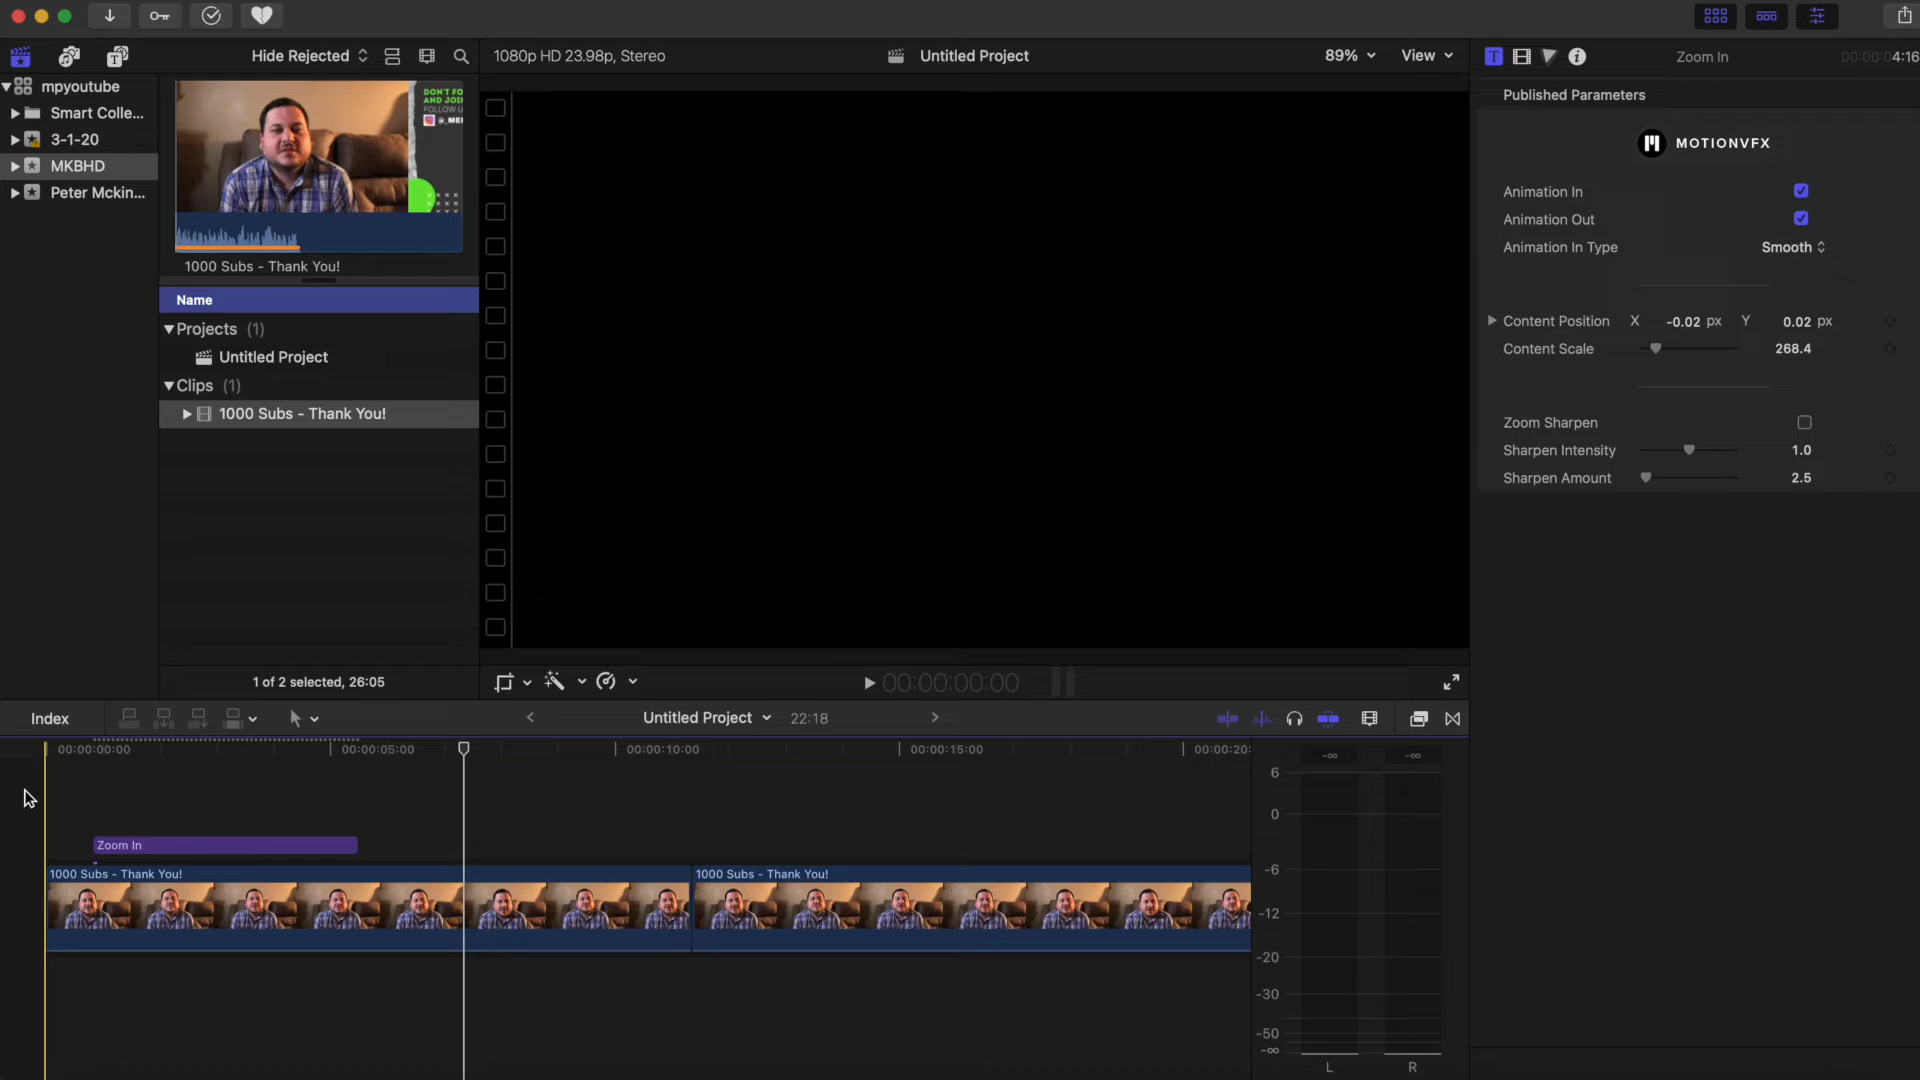 Hide Rejected
1080p HD 23.98p, Stereo
Untitled Project
89%
View
Zoom In
00:00:04:16
mpyoutube
Smart Colle...
3-1-20
MKBHD
Peter Mckin...
DON'T FO
AND JOI
FOLLOW U
1000 Subs - Thank You!
Name
Projects (1)
Untitled Project
Clips (1)
1000 Subs - Thank You!
1 of 2 selected, 26:05
Published Parameters
MOTIONVFX
Animation In
Animation Out
Animation In Type
Smooth
Content Position
X
-0.02 px
Y
0.02 px
Content Scale
268.4
Zoom Sharpen
Sharpen Intensity
1.0
Sharpen Amount
2.5
00:00:00:00
Index
Untitled Project
22:18
00:00:00:00
00:00:05:00
00:00:10:00
00:00:15:00
00:00:20:
Zoom In
1000 Subs - Thank You!
1000 Subs - Thank You!
-∞
-∞
6
0
-6
-12
-20
-30
-50
-∞
L
R